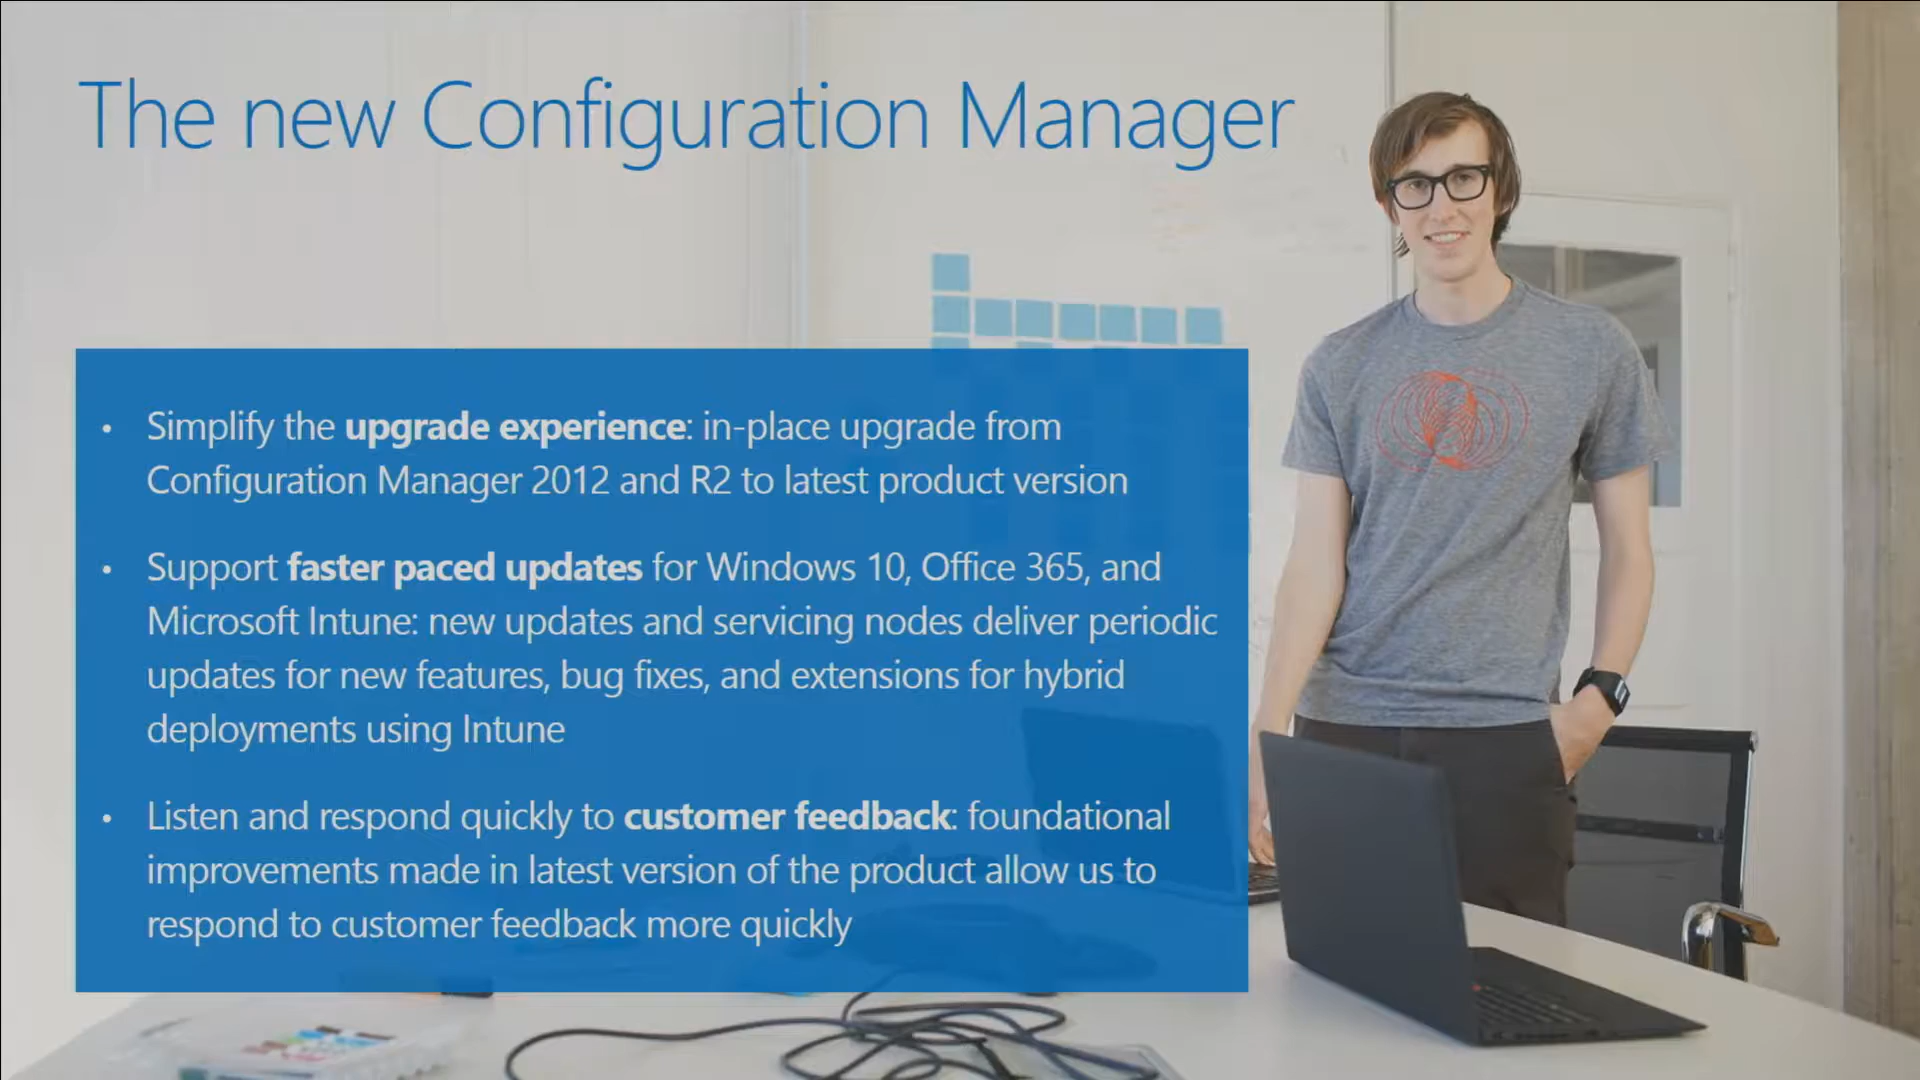 The new Configuration Manager
• Simplify the upgrade experience: in-place upgrade from
Configuration Manager 2012 and R2 to latest product version
• Support faster paced updates for Windows 10, Office 365, and
Microsoft Intune: new updates and servicing nodes deliver periodic
updates for new features, bug fixes, and extensions for hybrid
deployments using Intune
• Listen and respond quickly to customer feedback: foundational
improvements made in latest version of the product allow us to
respond to customer feedback more quickly